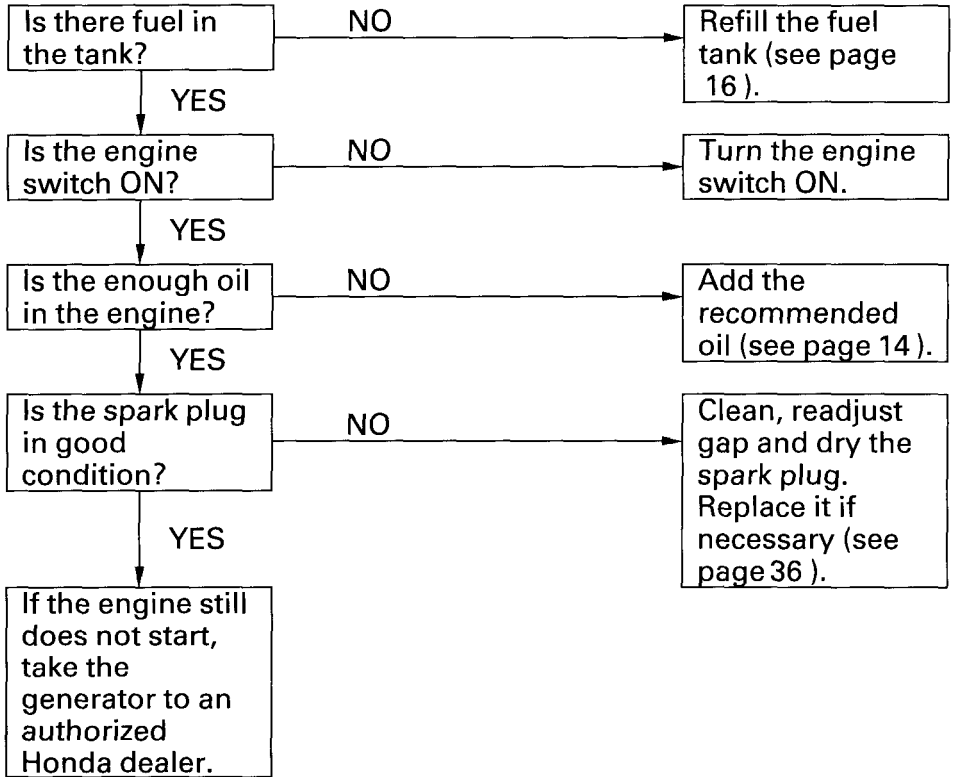 Is there fuel in
the tank?
NO
Refill the fuel
tank (see page
16 ).
YES
Is the engine
switch ON?
NO
Turn the engine
switch ON.
YES
Is the enough oil
in the engine?
NO
Add the
recommended
oil (see page 14 ).
YES
Is the spark plug
in good
condition?
NO
Clean, readjust
gap and dry the
spark plug.
Replace it if
necessary (see
page 36 ).
YES
If the engine still
does not start,
take the
generator to an
authorized
Honda dealer.